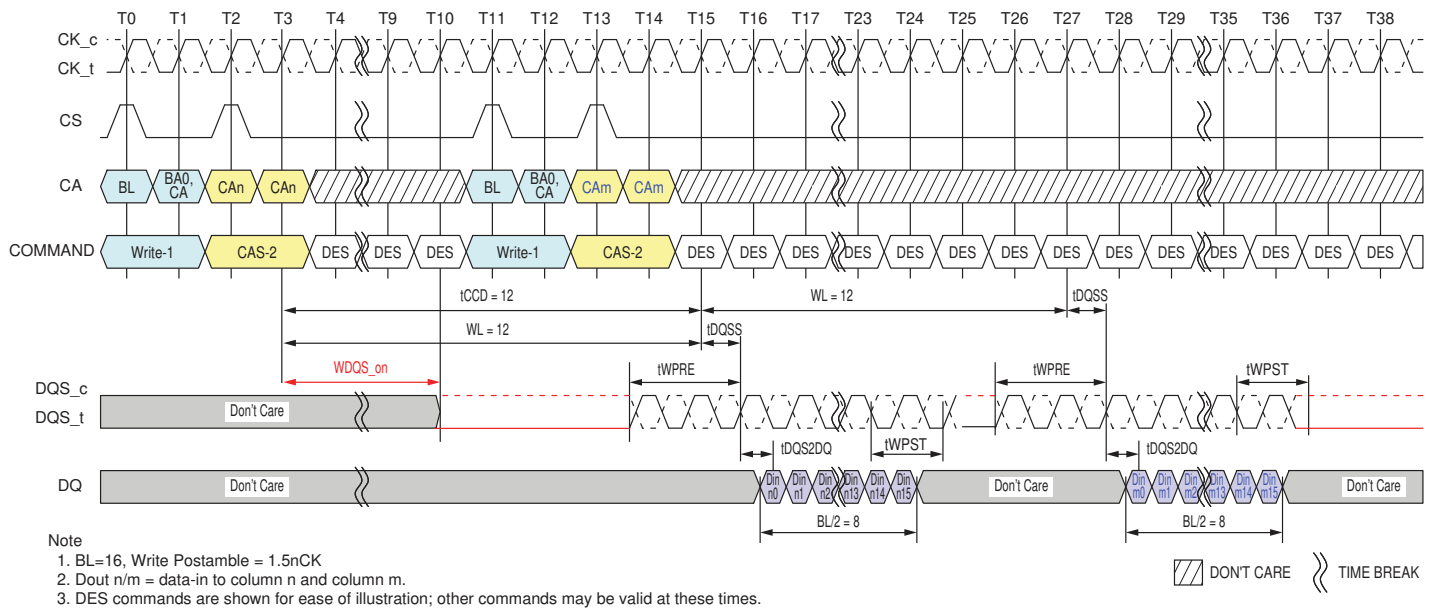 T0 T1 T2 T3 T4 T9 T10 T11 T12 T13 T14 T15 T16 T17 T23 T24 T25 T26 T27 T28 T29 T35 T36 T37 T38
CK_c
CK_t
CS
CA BL BA0, CA CAn CAn BL BA0, CA CAm CAm
COMMAND Write-1 CAS-2 DES DES DES Write-1 CAS-2 DES DES DES DES DES DES DES DES DES DES DES DES DES DES
tCCD = 12 WL = 12 tDQSS
WL = 12 tDQSS
WDQS_on tWPRE tWPRE tWPST
DQS_c
DQS_t Don't Care
tDQS2DQ tWPST tDQS2DQ
DQ Don't Care Din n0 Din n1 Din n2 Din n13 Din n14 Din n15 Don't Care Din m0 Din m1 Din m2 Din m13 Din m14 Din m15 Don't Care
BL/2 = 8 BL/2 = 8
Note
1. BL=16, Write Postamble = 1.5nCK
2. Dout n/m = data-in to column n and column m.
3. DES commands are shown for ease of illustration; other commands may be valid at these times.
DON'T CARE TIME BREAK